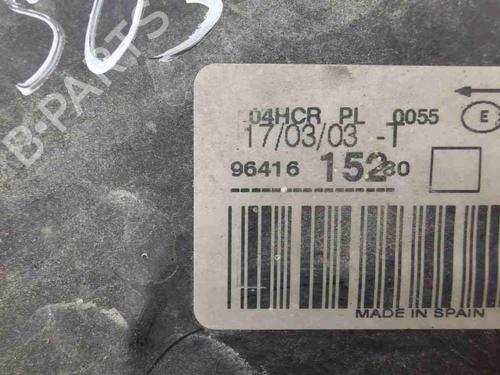 505
B-PARTS
04HCR PL 0055 E
17/03/03 -T
96416 152 80
MADE IN SPAIN